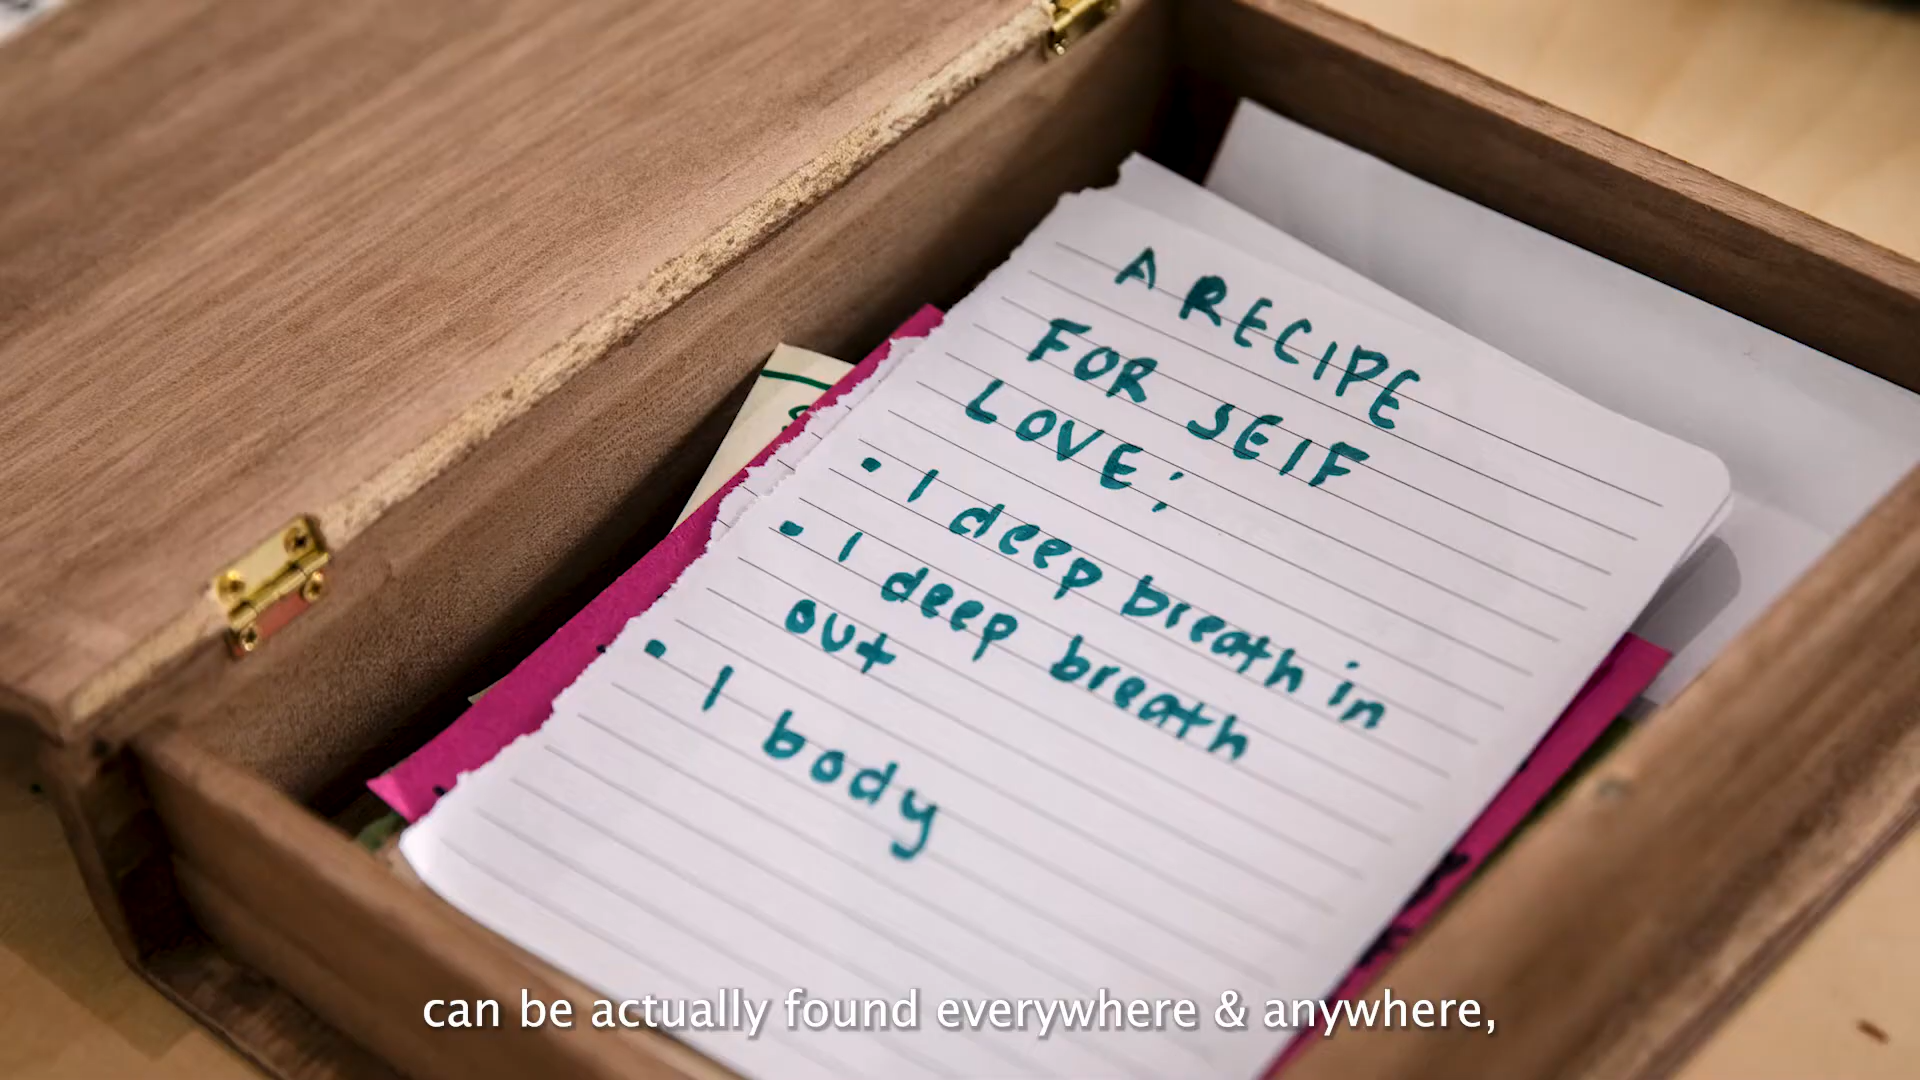 A RECIPE
FOR SELF
LOVE:
▪ 1 deep breath in
▪ 1 deep breath
out
▪ 1 body
can be actually found everywhere & anywhere,